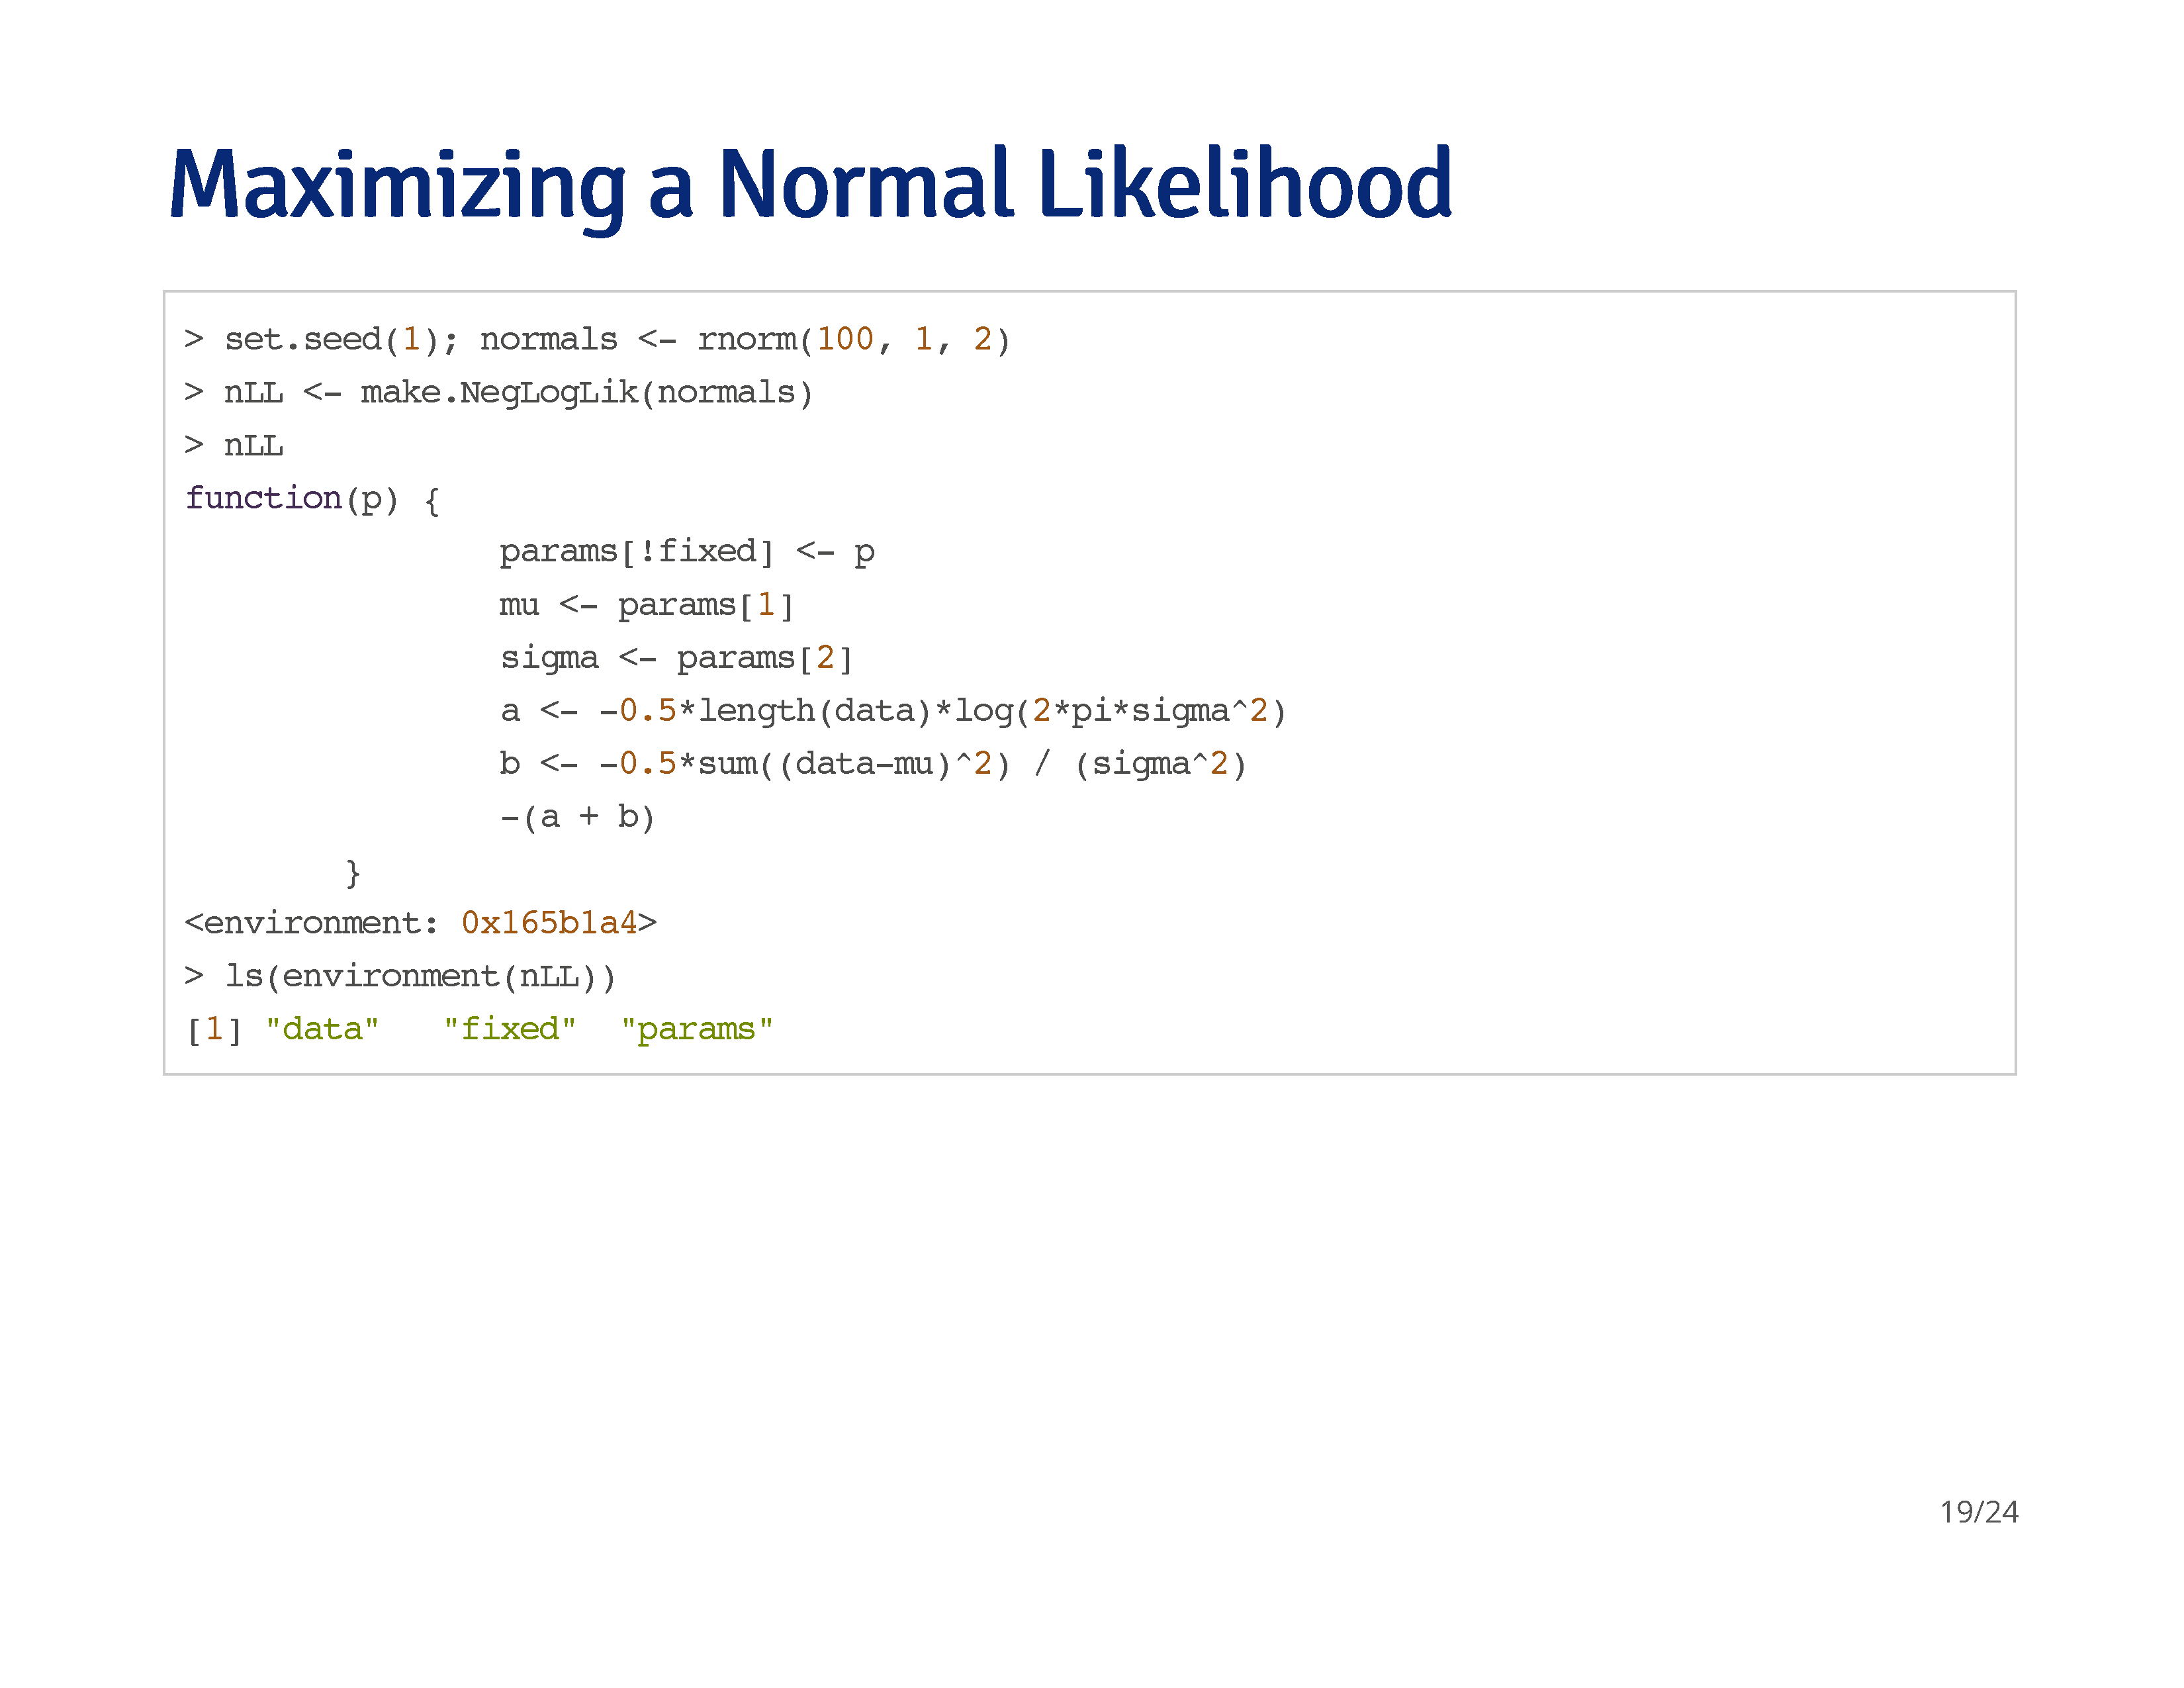 Maximizing a Normal Likelihood
> set.seed(1); normals <- rnorm(100, 1, 2)
> nLL <- make.NegLogLik(normals)
> nLL
function(p) {
                params[!fixed] <- p
                mu <- params[1]
                sigma <- params[2]
                a <- -0.5*length(data)*log(2*pi*sigma^2)
                b <- -0.5*sum((data-mu)^2) / (sigma^2)
                -(a + b)
        }
<environment: 0x165b1a4>
> ls(environment(nLL))
[1] "data"   "fixed"  "params"
19/24